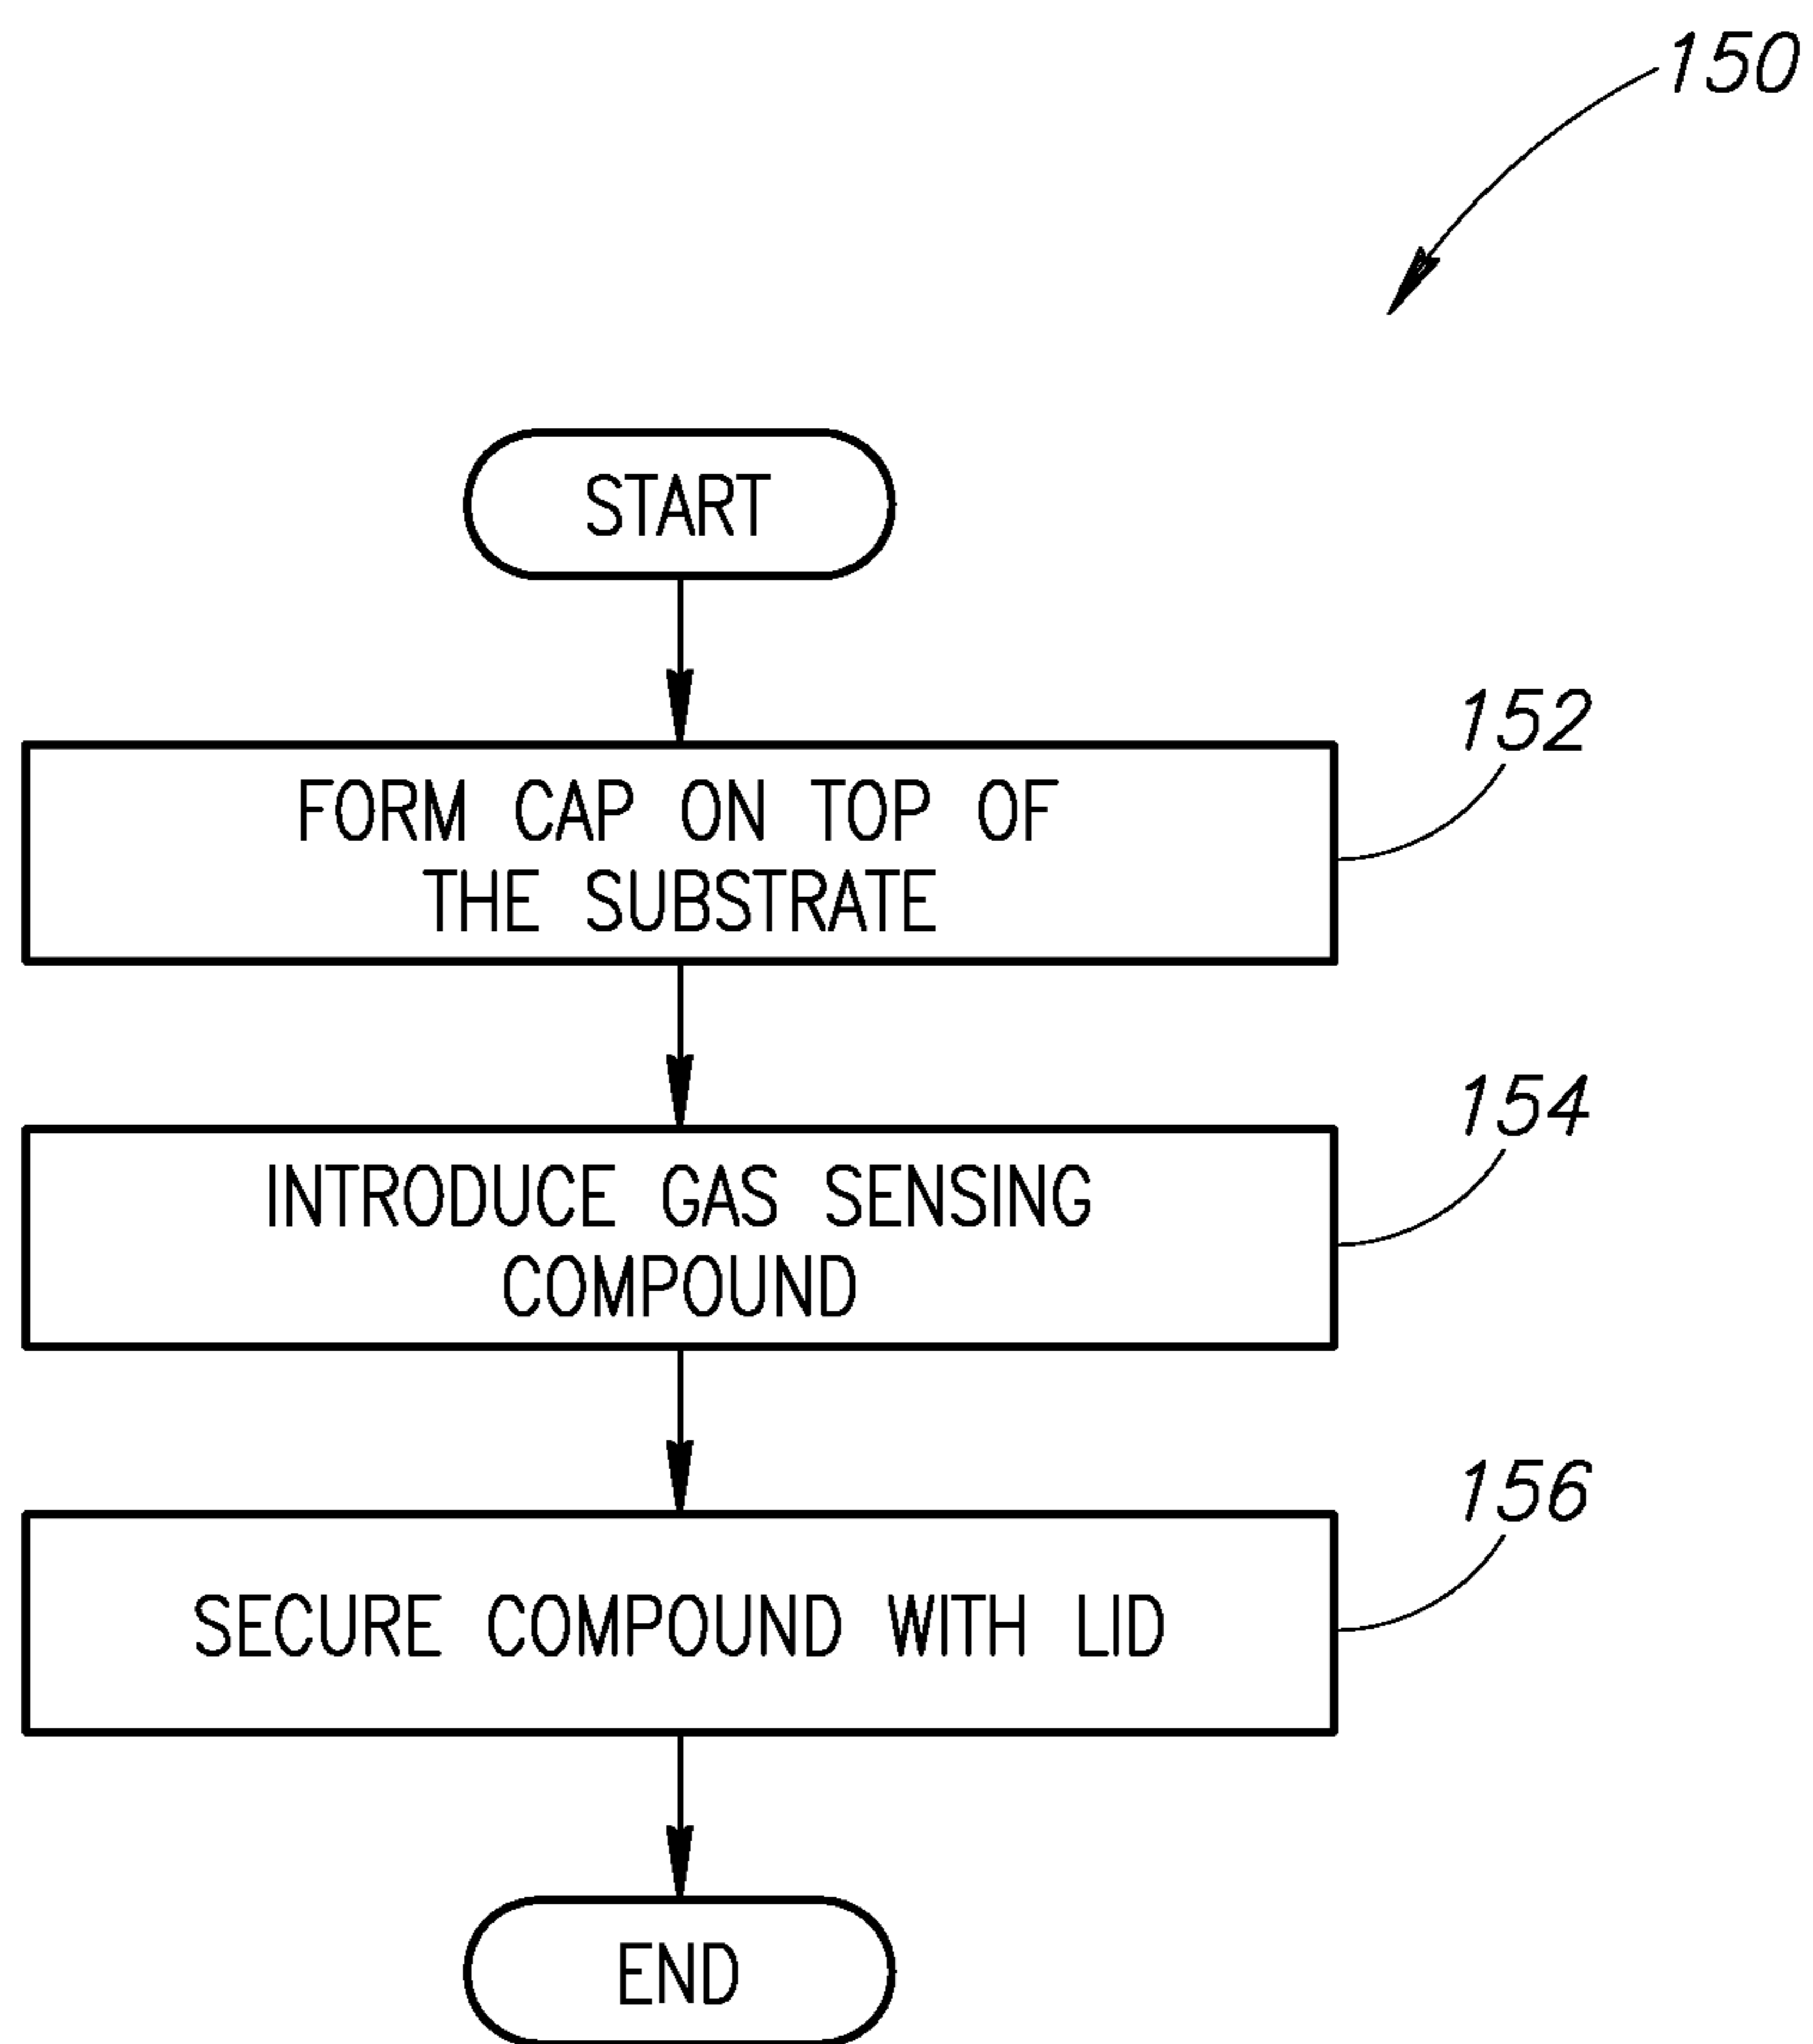 150
START
152
FORM CAP ON TOP OF
THE SUBSTRATE
154
INTRODUCE GAS SENSING
COMPOUND
156
SECURE COMPOUND WITH LID
END